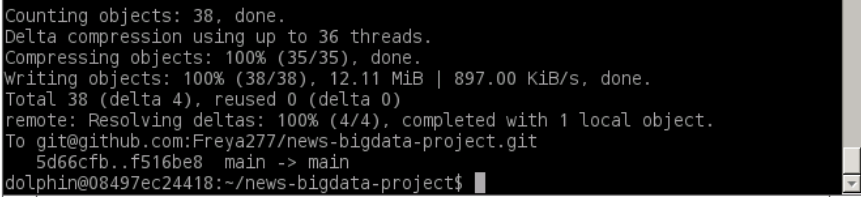 Counting objects: 38, done.
Delta compression using up to 36 threads.
Compressing objects: 100% (35/35), done.
Writing objects: 100% (38/38), 12.11 MiB | 897.00 KiB/s, done.
Total 38 (delta 4), reused 0 (delta 0)
remote: Resolving deltas: 100% (4/4), completed with 1 local object.
To git@github.com:Freya277/news-bigdata-project.git
   5d66cfb..f516be8  main -> main
dolphin@08497ec24418:~/news-bigdata-project$